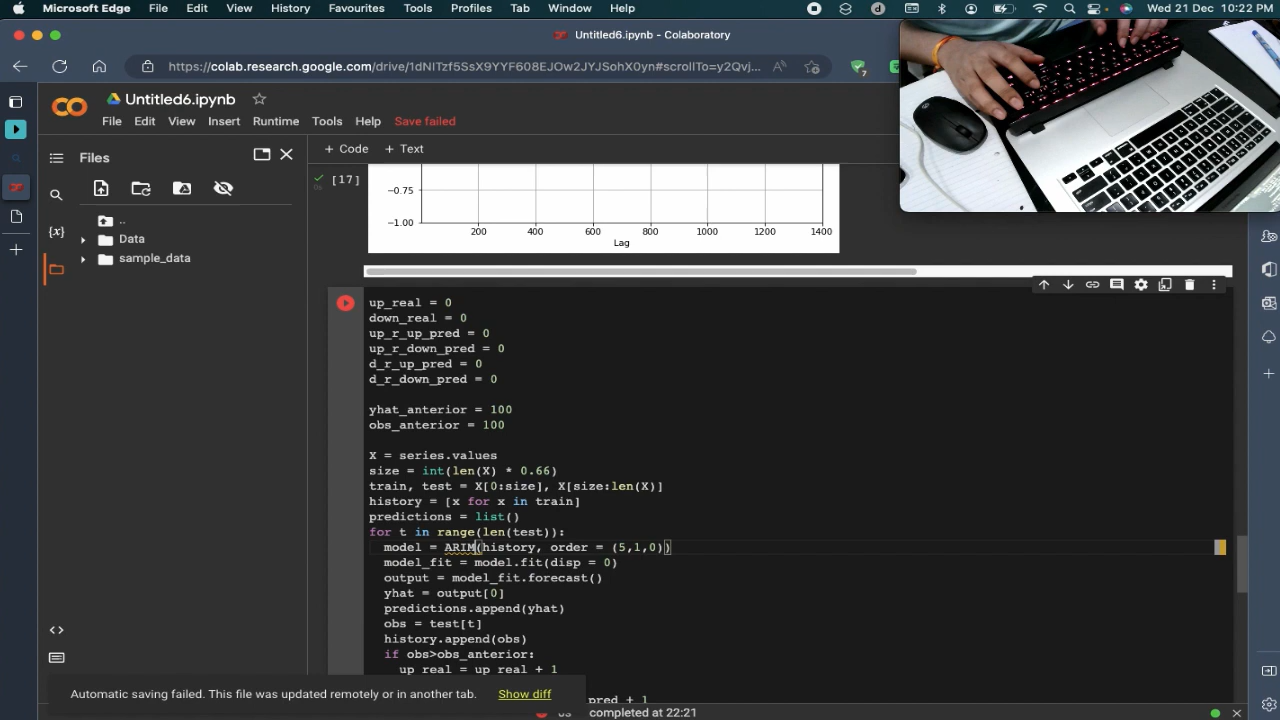 Microsoft Edge File Edit View History Favourites Tools Profiles Tab Window Help Wed 21 Dec 10:22 PM
Untitled6.ipynb - Colaboratory
https://colab.research.google.com/drive/1dNITzf5SsX9YYF608EJOw2JYJSohX0yn#scrollTo=y2Qvj...
Untitled6.ipynb
File Edit View Insert Runtime Tools Help Save failed
Files
+ Code + Text
..
Data
sample_data
[17]
−0.75
−1.00
200 400 600 800 1000 1200 1400
Lag
up_real = 0
down_real = 0
up_r_up_pred = 0
up_r_down_pred = 0
d_r_up_pred = 0
d_r_down_pred = 0
yhat_anterior = 100
obs_anterior = 100
X = series.values
size = int(len(X) * 0.66)
train, test = X[0:size], X[size:len(X)]
history = [x for x in train]
predictions = list()
for t in range(len(test)):
model = ARIM(history, order = (5,1,0))
model_fit = model.fit(disp = 0)
output = model_fit.forecast()
yhat = output[0]
predictions.append(yhat)
obs = test[t]
history.append(obs)
if obs>obs_anterior:
up_real = up_real + 1
pred + 1
Automatic saving failed. This file was updated remotely or in another tab. Show diff
0s completed at 22:21